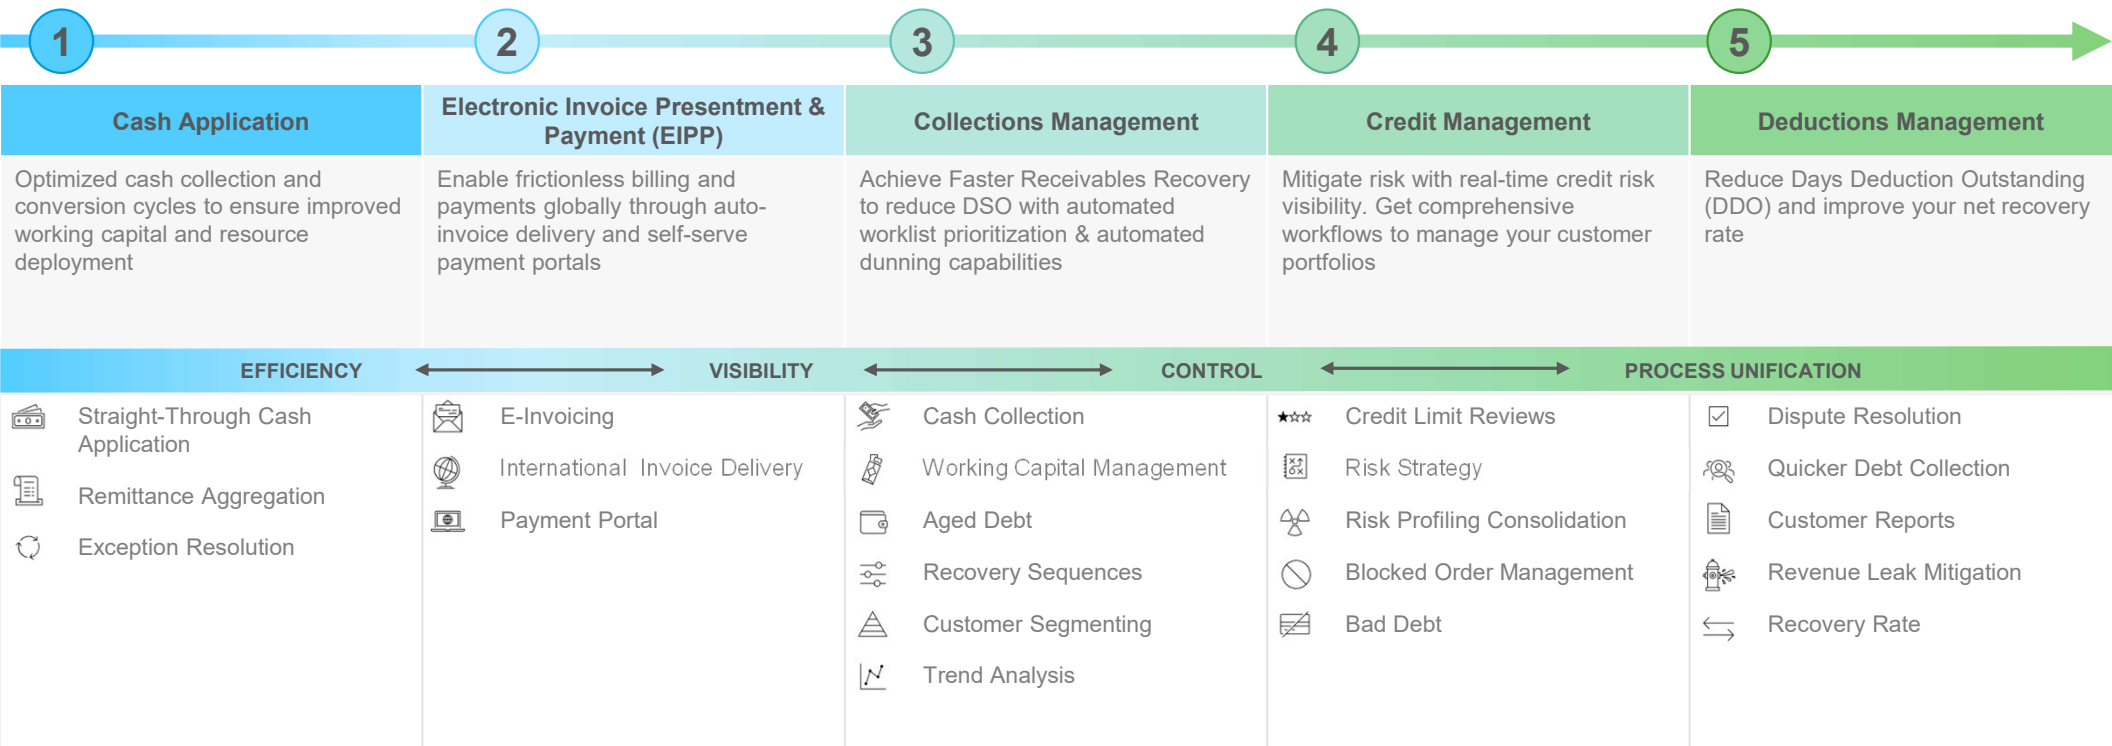 1
2
3
4
5
Cash Application
Electronic Invoice Presentment &
Payment (EIPP)
Collections Management
Credit Management
Deductions Management
Optimized cash collection and
conversion cycles to ensure improved
working capital and resource
deployment
Enable frictionless billing and
payments globally through auto-
invoice delivery and self-serve
payment portals
Achieve Faster Receivables Recovery
to reduce DSO with automated
worklist prioritization & automated
dunning capabilities
Mitigate risk with real-time credit risk
visibility. Get comprehensive
workflows to manage your customer
portfolios
Reduce Days Deduction Outstanding
(DDO) and improve your net recovery
rate
EFFICIENCY
VISIBILITY
CONTROL
PROCESS UNIFICATION
Straight-Through Cash
Application
Remittance Aggregation
Exception Resolution
E-Invoicing
International Invoice Delivery
Payment Portal
Cash Collection
Working Capital Management
Aged Debt
Recovery Sequences
Customer Segmenting
Trend Analysis
Credit Limit Reviews
Risk Strategy
Risk Profiling Consolidation
Blocked Order Management
Bad Debt
Dispute Resolution
Quicker Debt Collection
Customer Reports
Revenue Leak Mitigation
Recovery Rate